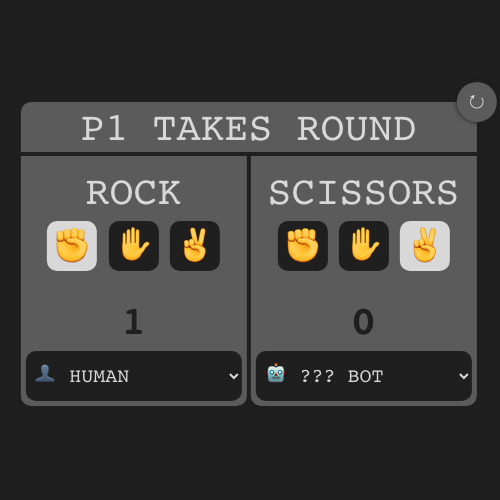 P1 TAKES ROUND
ROCK
SCISSORS
1
0
HUMAN
??? BOT